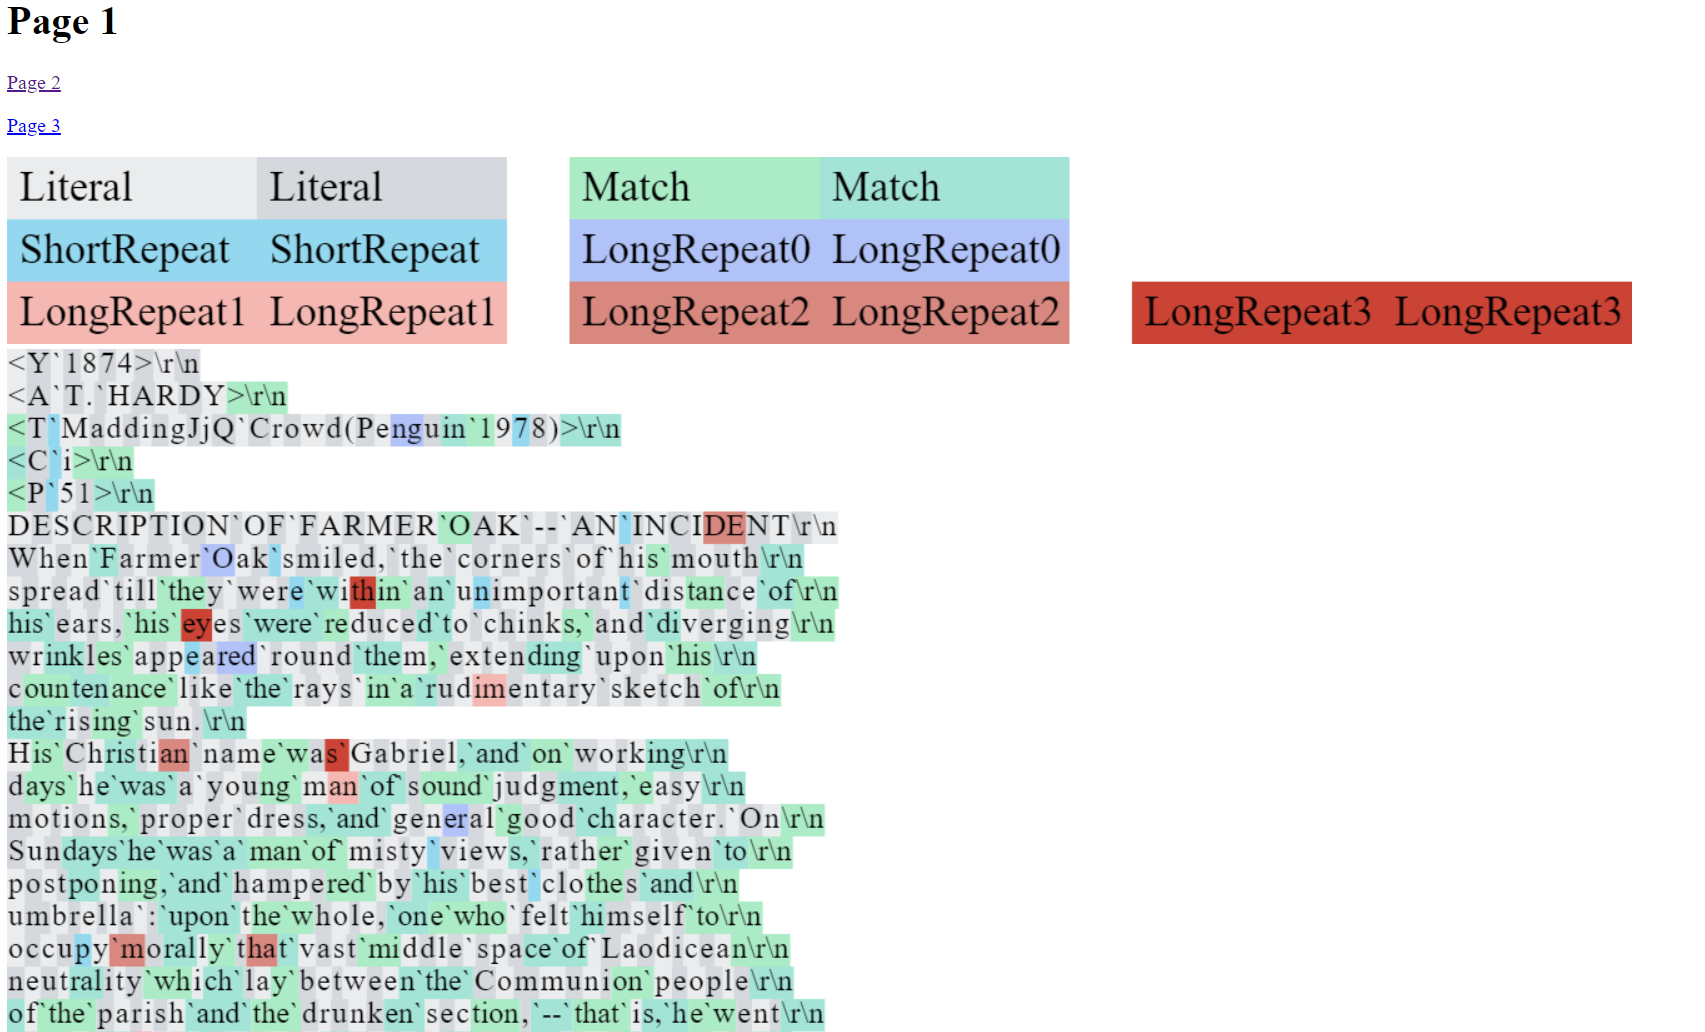 Page 1
Page 2
Page 3
Literal Literal Match Match
ShortRepeat ShortRepeat LongRepeat0 LongRepeat0
LongRepeat1 LongRepeat1 LongRepeat2 LongRepeat2 LongRepeat3 LongRepeat3
<Y`1874>\r\n
<A`T.`HARDY>\r\n
<T`MaddingJjQ`Crowd(Penguin`1978)>\r\n
<C`i>\r\n
<P`51>\r\n
DESCRIPTION`OF`FARMER`OAK`--`AN`INCIDENT\r\n
When`Farmer`Oak`smiled,`the`corners`of`his`mouth\r\n
spread`till`they`were`within`an`unimportant`distance`of\r\n
his`ears,`his`eyes`were`reduced`to`chinks,`and`diverging\r\n
wrinkles`appeared`round`them,`extending`upon`his\r\n
countenance`like`the`rays`in`a`rudimentary`sketch`of\r\n
the`rising`sun.\r\n
His`Christian`name`was`Gabriel,`and`on`working\r\n
days`he`was`a`young`man`of`sound`judgment,`easy\r\n
motions,`proper`dress,`and`general`good`character.`On\r\n
Sundays`he`was`a`man`of`misty`views,`rather`given`to\r\n
postponing,`and`hampered`by`his`best`clothes`and\r\n
umbrella`:`upon`the`whole,`one`who`felt`himself`to\r\n
occupy`morally`that`vast`middle`space`of`Laodicean\r\n
neutrality`which`lay`between`the`Communion`people\r\n
of`the`parish`and`the`drunken`section,`--`that`is,`he`went\r\n